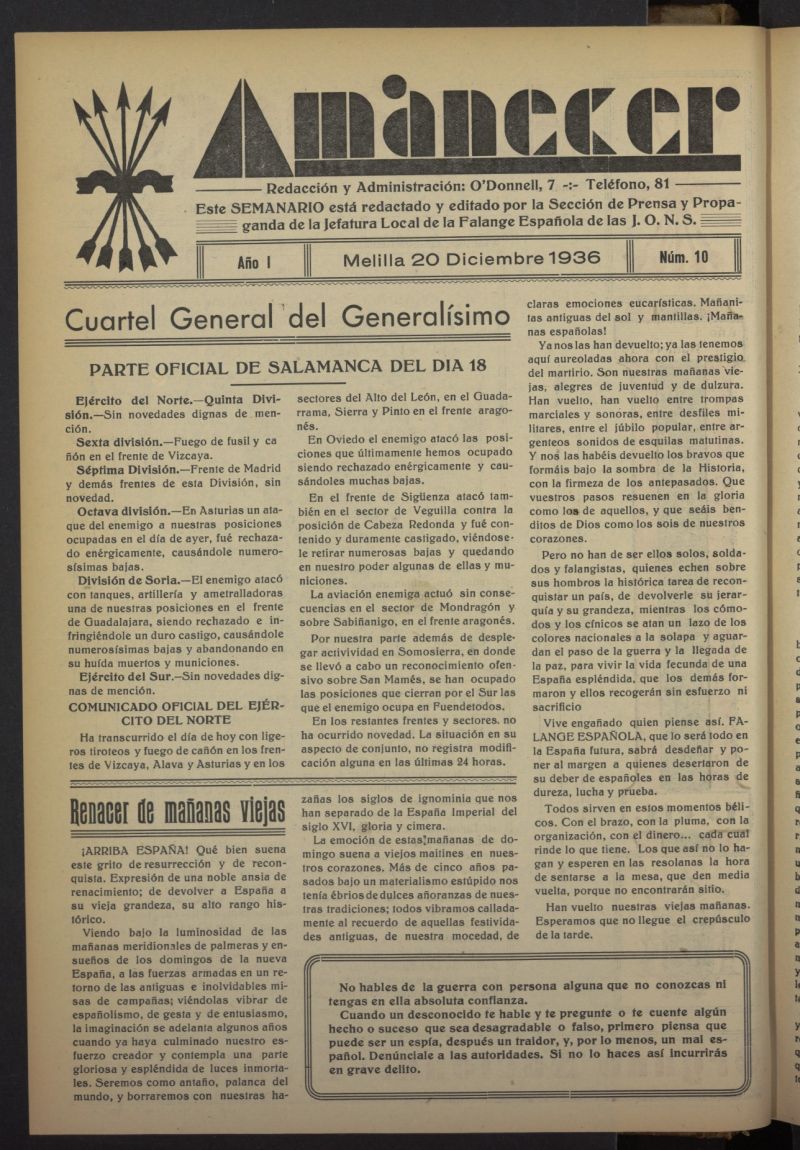 Amànecer
Redacción y Administración: O'Donnell, 7 -:- Teléfono, 81
Este SEMANARIO está redactado y editado por la Sección de Prensa y Propa-
ganda de la Jefatura Local de la Falange Española de las J. O. N. S.
Año I
Melilla 20 Diciembre 1936
Núm. 10
Cuartel General del Generalísimo
PARTE OFICIAL DE SALAMANCA DEL DIA 18
Ejército del Norte.—Quinta Divi-
sión.—Sin novedades dignas de men-
ción.
Sexta división.—Fuego de fusil y ca
ñón en el frente de Vizcaya.
Séptima División.—Frente de Madrid
y demás frentes de esta División, sin
novedad.
Octava división.—En Asturias un ata-
que del enemigo a nuestras posiciones
ocupadas en el día de ayer, fué rechaza-
do enérgicamente, causándole numero-
sísimas bajas.
División de Soria.—El enemigo atacó
con tanques, artillería y ametralladoras
una de nuestras posiciones en el frente
de Guadalajara, siendo rechazado e in-
fringiéndole un duro castigo, causándole
numerosísimas bajas y abandonando en
su huída muertos y municiones.
Ejército del Sur.—Sin novedades dig-
nas de mención.
COMUNICADO OFICIAL DEL EJÉR-
CITO DEL NORTE
Ha transcurrido el día de hoy con lige-
ros tiroteos y fuego de cañón en los fren-
tes de Vizcaya, Alava y Asturias y en los
sectores del Alto del León, en el Guada-
rrama, Sierra y Pinto en el frente arago-
nés.
En Oviedo el enemigo atacó las posi-
ciones que últimamente hemos ocupado
siendo rechazado enérgicamente y cau-
sándoles muchas bajas.
En el frente de Sigüenza atacó tam-
bién en el sector de Veguilla contra la
posición de Cabeza Redonda y fué con-
tenido y duramente castigado, viéndose-
le retirar numerosas bajas y quedando
en nuestro poder algunas de ellas y mu-
niciones.
La aviación enemiga actuó sin conse-
cuencias en el sector de Mondragón y
sobre Sabiñanigo, en el frente aragonés.
Por nuestra parte además de desple-
gar activividad en Somosierra, en donde
se llevó a cabo un reconocimiento ofen-
sivo sobre San Mamés, se han ocupado
las posiciones que cierran por el Sur las
que el enemigo ocupa en Fuendetodos.
En los restantes frentes y sectores. no
ha ocurrido novedad. La situación en su
aspecto de conjunto, no registra modifi-
cación alguna en las últimas 24 horas.
Renacer de mañanas viejas
¡ARRIBA ESPAÑA! Qué bien suena
este grito de resurrección y de recon-
quista. Expresión de una noble ansia de
renacimiento; de devolver a España a
su vieja grandeza, su alto rango his-
tórico.
Viendo bajo la luminosidad de las
mañanas meridionales de palmeras y en-
sueños de los domingos de la nueva
España, a las fuerzas armadas en un re-
torno de las antiguas e inolvidables mi-
sas de campañas; viéndolas vibrar de
españolismo, de gesta y de entusiasmo,
la imaginación se adelanta algunos años
cuando ya haya culminado nuestro es-
fuerzo creador y contempla una parte
gloriosa y espléndida de luces inmorta-
les. Seremos como antaño, palanca del
mundo, y borraremos con nuestras ha-
zañas los siglos de ignominia que nos
han separado de la España Imperial del
siglo XVI, gloria y cimera.
La emoción de estas mañanas de do-
mingo suena a viejos maitines en nues-
tros corazones. Más de cinco años pa-
sados bajo un materialismo estúpido nos
tenía ébrios de dulces añoranzas de nues-
tras tradiciones; todos vibramos callada-
mente al recuerdo de aquellas festivida-
des antiguas, de nuestra mocedad, de
claras emociones eucarísticas. Mañani-
tas antiguas del sol y mantillas. ¡Maña-
nas españolas!
Ya nos las han devuelto; ya las tenemos
aquí aureoladas ahora con el prestigio
del martirio. Son nuestras mañanas vie-
jas, alegres de juventud y de dulzura.
Han vuelto, han vuelto entre trompas
marciales y sonoras, entre desfiles mi-
litares, entre el júbilo popular, entre ar-
genteos sonidos de esquilas matutinas.
Y nos las habéis devuelto los bravos que
formáis bajo la sombra de la Historia,
con la firmeza de los antepasados. Que
vuestros pasos resuenen en la gloria
como los de aquellos, y que seáis ben-
ditos de Dios como los sois de nuestros
corazones.
Pero no han de ser ellos solos, solda-
dos y falangistas, quienes echen sobre
sus hombros la histórica tarea de recon-
quistar un país, de devolverle su jerar-
quía y su grandeza, mientras los cómo-
dos y los cínicos se atan un lazo de los
colores nacionales a la solapa y aguar-
dan el paso de la guerra y la llegada de
la paz, para vivir la vida fecunda de una
España espléndida, que los demás for-
maron y ellos recogerán sin esfuerzo ni
sacrificio
Vive engañado quien piense así. FA-
LANGE ESPAÑOLA, que lo será todo en
la España futura, sabrá desdeñar y po-
ner al margen a quienes desertaron de
su deber de españoles en las horas de
dureza, lucha y prueba.
Todos sirven en estos momentos béli-
cos. Con el brazo, con la pluma, con la
organización, con el dinero... cada cual
rinde lo que tiene. Los que así no lo ha-
gan y esperen en las resolanas la hora
de sentarse a la mesa, que den media
vuelta, porque no encontrarán sitio.
Han vuelto nuestras viejas mañanas.
Esperamos que no llegue el crepúsculo
de la tarde.
No hables de la guerra con persona alguna que no conozcas ni
tengas en ella absoluta confianza.
Cuando un desconocido te hable y te pregunte o te cuente algún
hecho o suceso que sea desagradable o falso, primero piensa que
puede ser un espía, después un traidor, y, por lo menos, un mal es-
pañol. Denúnciale a las autoridades. Si no lo haces así incurrirás
en grave delito.